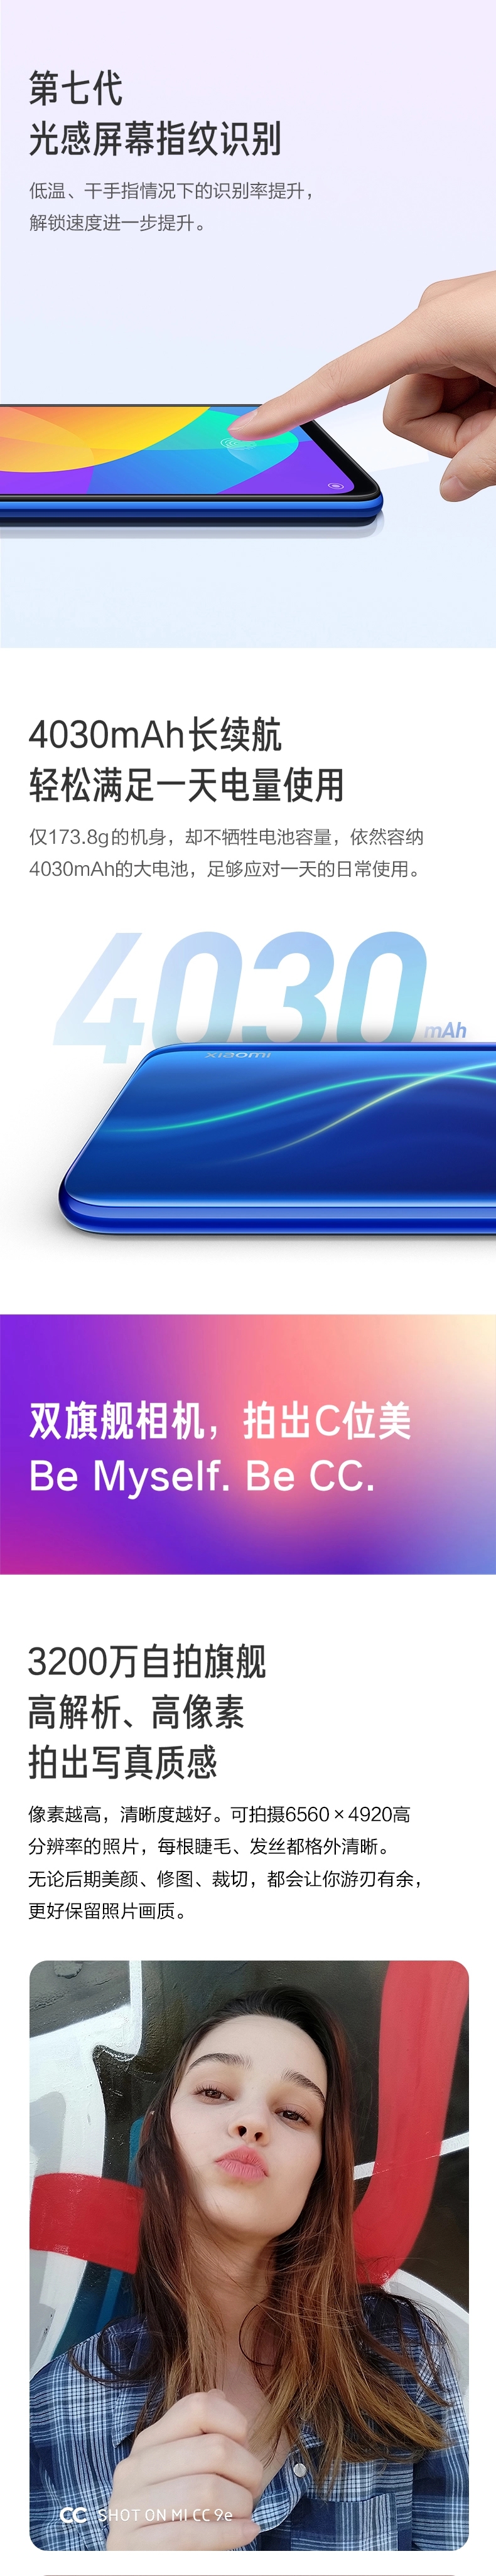 第七代
光感屏幕指纹识别
低温、干手指情况下的识别率提升，
解锁速度进一步提升。
4030mAh长续航
轻松满足一天电量使用
仅173.8g的机身，却不牺牲电池容量，依然容纳
4030mAh的大电池，足够应对一天的日常使用。
4030 mAh
xiaomi
双旗舰相机，拍出C位美
Be Myself. Be CC.
3200万自拍旗舰
高解析、高像素
拍出写真质感
像素越高，清晰度越好。可拍摄6560×4920高
分辨率的照片，每根睫毛、发丝都格外清晰。
无论后期美颜、修图、裁切，都会让你游刃有余，
更好保留照片画质。
CC SHOT ON MI CC 9e